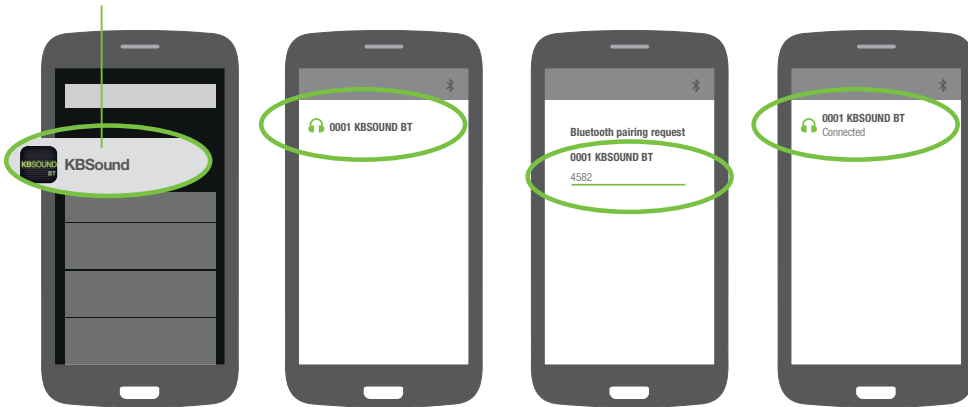 KBSOUND
BT
KBSound
0001 KBSOUND BT
Bluetooth pairing request
0001 KBSOUND BT
4582
0001 KBSOUND BT
Connected